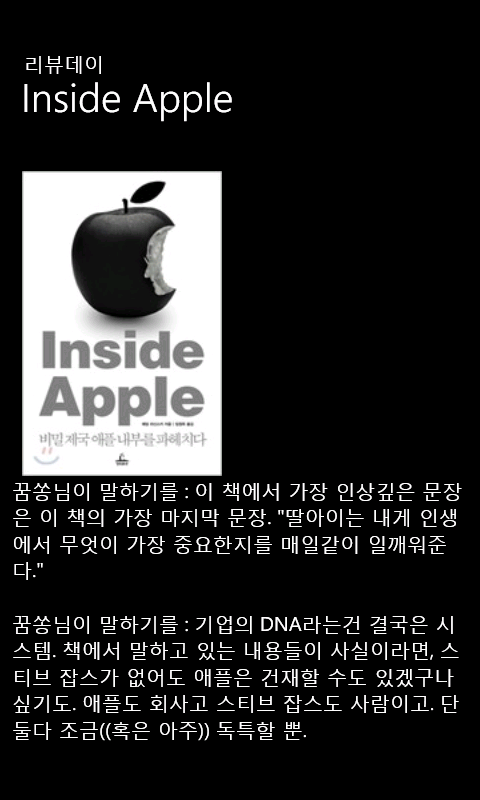 리뷰데이
Inside Apple
Inside
Apple
비밀 제국 애플 내부를 파헤치다
꿈쏭님이 말하기를 : 이 책에서 가장 인상깊은 문장
은 이 책의 가장 마지막 문장. "딸아이는 내게 인생
에서 무엇이 가장 중요한지를 매일같이 일깨워준
다."
꿈쏭님이 말하기를 : 기업의 DNA라는건 결국은 시
스템. 책에서 말하고 있는 내용들이 사실이라면, 스
티브 잡스가 없어도 애플은 건재할 수도 있겠구나
싶기도. 애플도 회사고 스티브 잡스도 사람이고. 단
둘다 조금((혹은 아주)) 독특할 뿐.